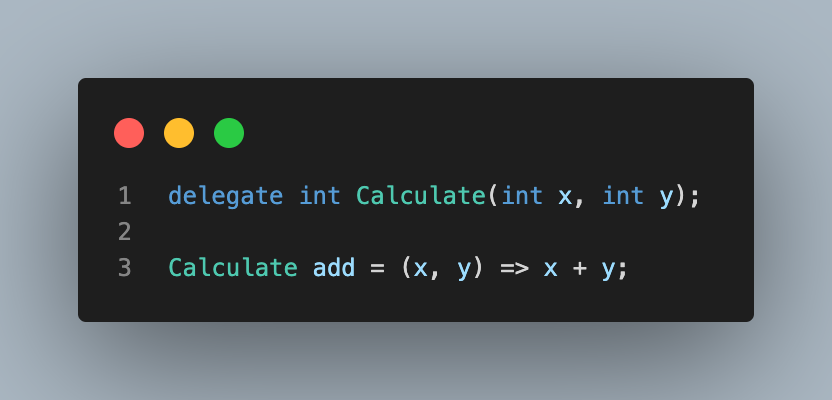 1 delegate int Calculate(int x, int y);
2
3 Calculate add = (x, y) => x + y;